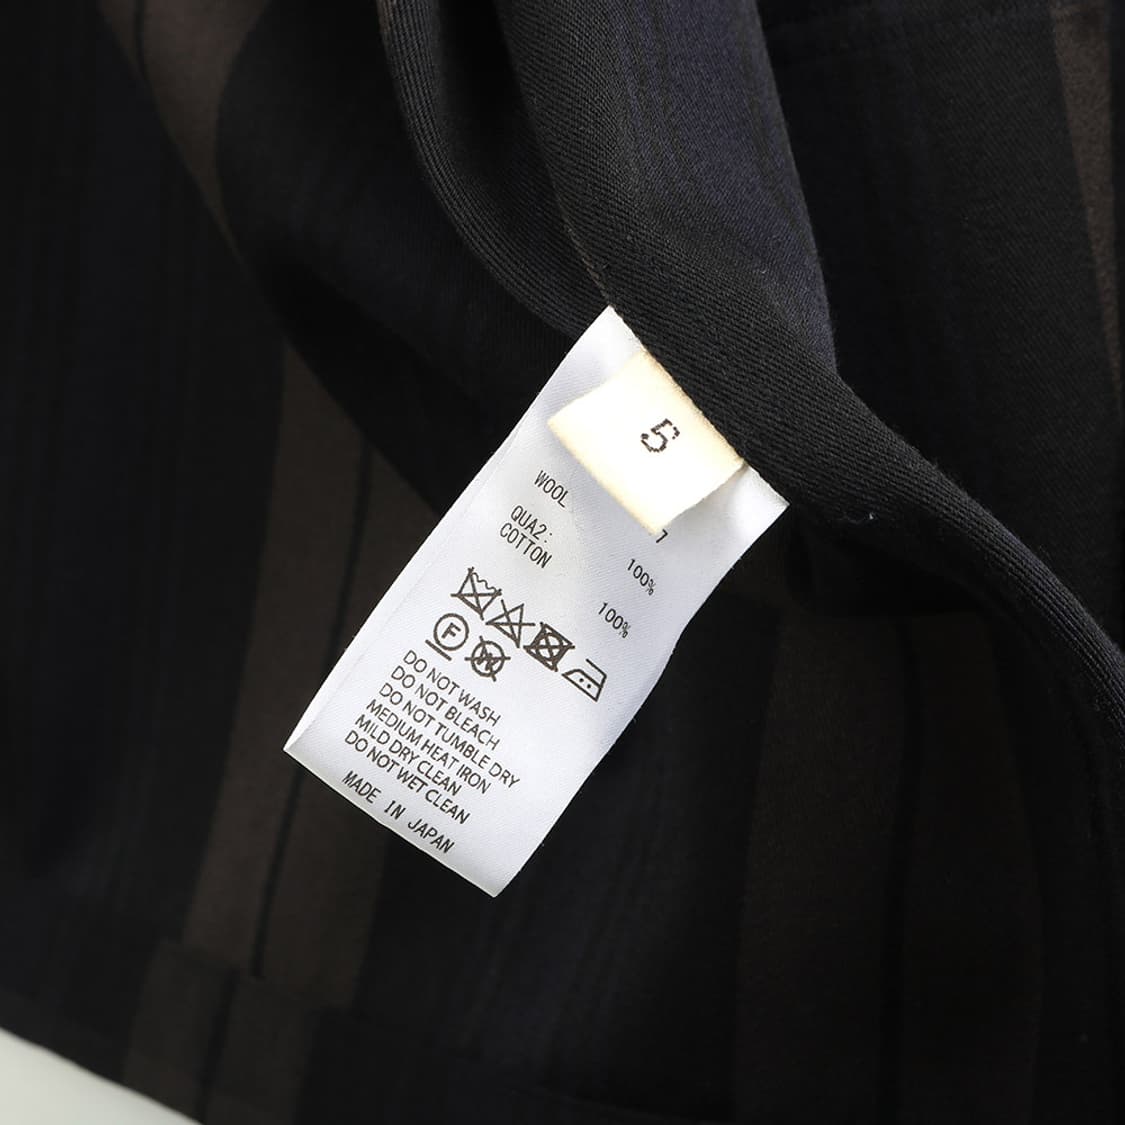 5
WOOL 100%
QUA2:
COTTON 100%
F
W
DO NOT WASH
DO NOT BLEACH
DO NOT TUMBLE DRY
MEDIUM HEAT IRON
MILD DRY CLEAN
DO NOT WET CLEAN
MADE IN JAPAN